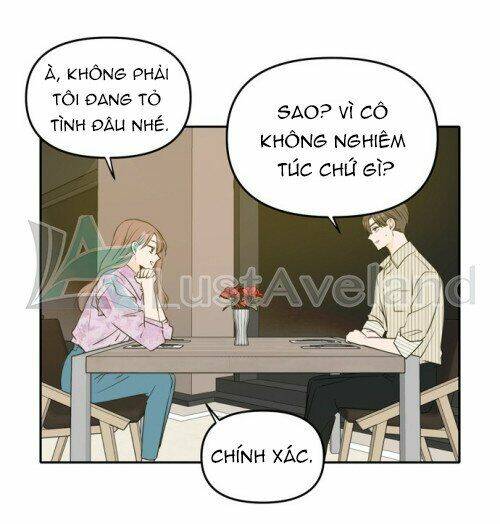 À, KHÔNG PHẢI
TÔI ĐANG TỎ
TÌNH ĐÂU NHÉ.
SAO? VÌ CÔ
KHÔNG NGHIÊM
TÚC CHỨ GÌ?
LustAveland
CHÍNH XÁC.